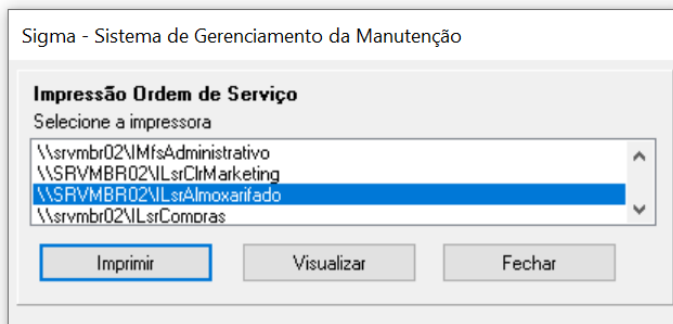 Sigma - Sistema de Gerenciamento da Manutenção
Impressão Ordem de Serviço
Selecione a impressora
\\srvmbr02\IMfsAdministrativo
\\SRVMBR02\ILsrClrMarketing
\\SRVMBR02\ILsrAlmoxarifado
\\srvmbr02\ILsrCompras
Imprimir Visualizar Fechar